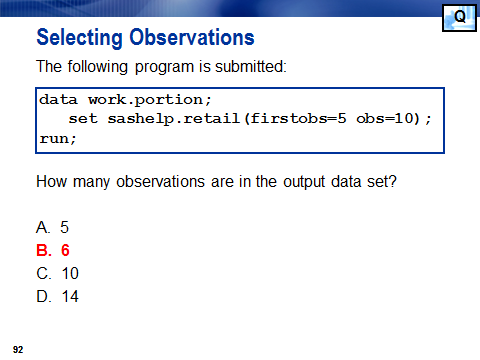 Q
Selecting Observations
The following program is submitted:
data work.portion;
set sashelp.retail(firstobs=5 obs=10);
run;
How many observations are in the output data set?
A. 5
B. 6
C. 10
D. 14
92